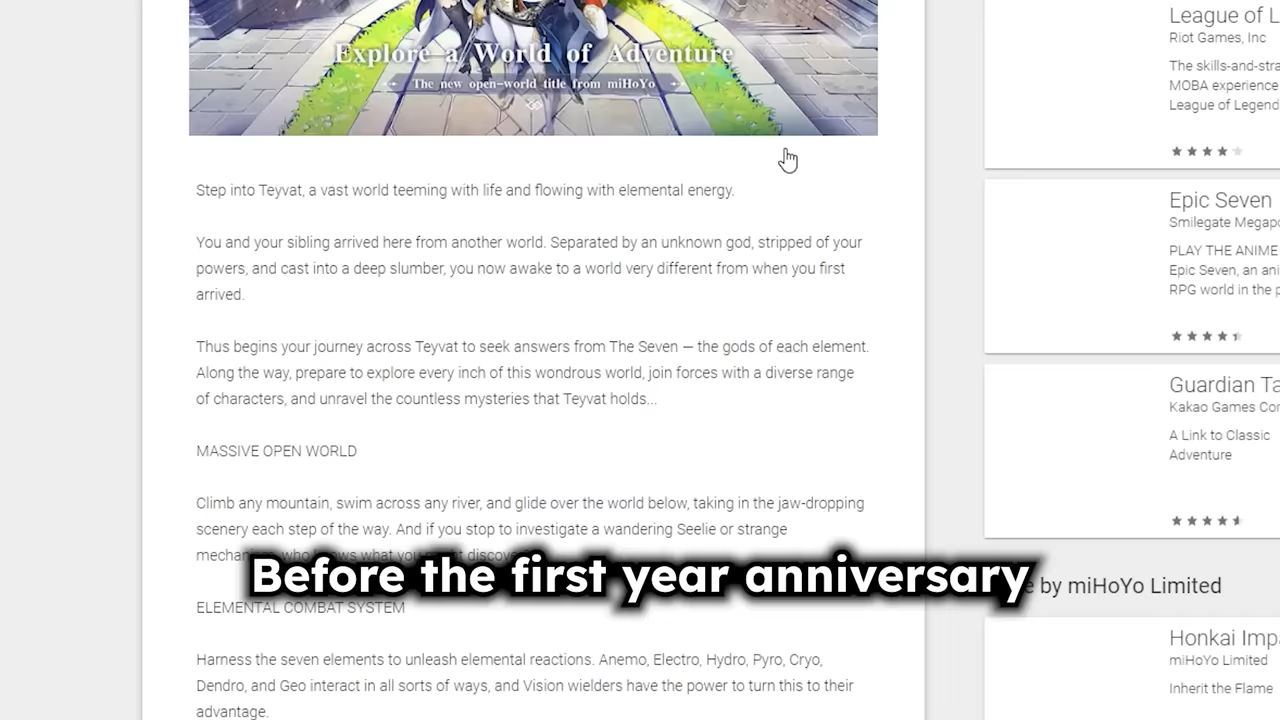 Explore a World of Adventure
The new open-world title from miHoYo
Step into Teyvat, a vast world teeming with life and flowing with elemental energy.
You and your sibling arrived here from another world. Separated by an unknown god, stripped of your
powers, and cast into a deep slumber, you now awake to a world very different from when you first
arrived.
Thus begins your journey across Teyvat to seek answers from The Seven — the gods of each element.
Along the way, prepare to explore every inch of this wondrous world, join forces with a diverse range
of characters, and unravel the countless mysteries that Teyvat holds...
MASSIVE OPEN WORLD
Climb any mountain, swim across any river, and glide over the world below, taking in the jaw-dropping
scenery each step of the way. And if you stop to investigate a wandering Seelie or strange
Before the first year anniversary
ELEMENTAL COMBAT SYSTEM
Harness the seven elements to unleash elemental reactions. Anemo, Electro, Hydro, Pyro, Cryo,
Dendro, and Geo interact in all sorts of ways, and Vision wielders have the power to turn this to their
advantage.
League of L
Riot Games, Inc
The skills-and-stra
MOBA experience
League of Legend
Epic Seven
Smilegate Megapo
PLAY THE ANIME
Epic Seven, an ani
RPG world in the p
Guardian Ta
Kakao Games Cor
A Link to Classic
Adventure
by miHoYo Limited
Honkai Impa
miHoYo Limited
Inherit the Flame